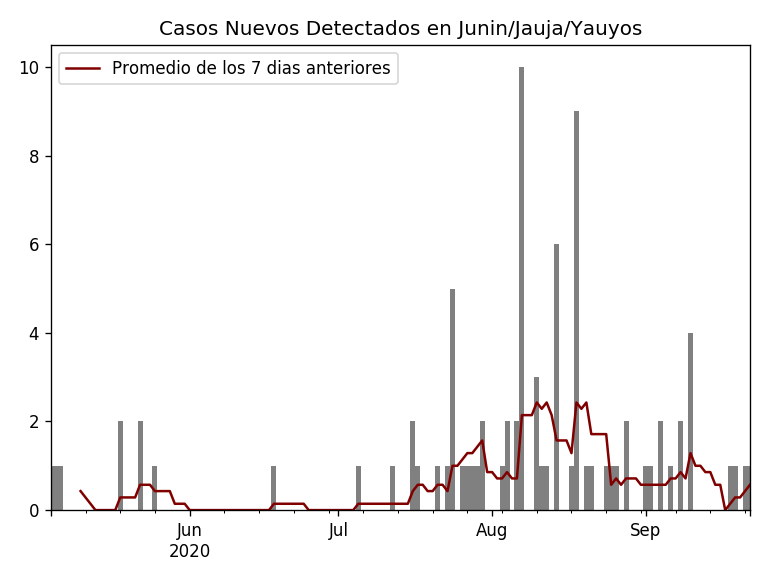 Casos Nuevos Detectados en Junin/Jauja/Yauyos
Promedio de los 7 dias anteriores
10
8
6
4
2
0
Jun Jul Aug Sep
2020